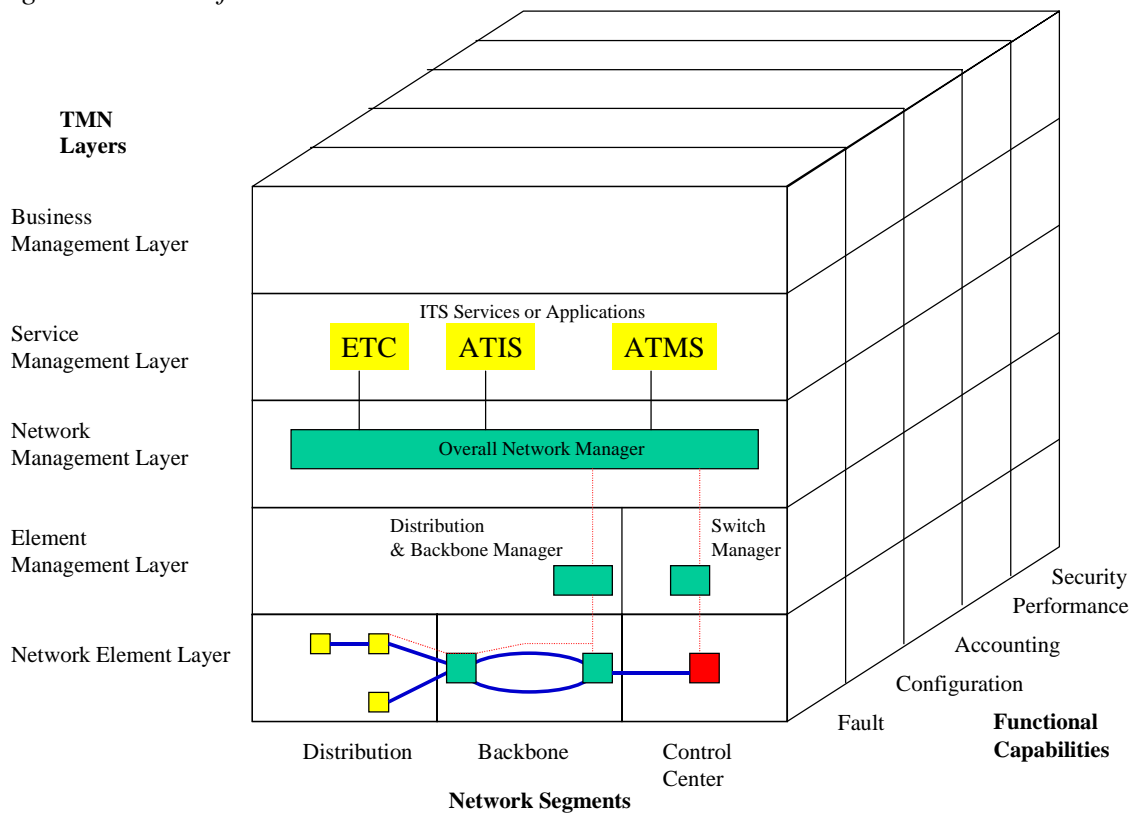 TMN
Layers
Business
Management Layer
Service
Management Layer
ITS Services or Applications
ETC
ATIS
ATMS
Network
Management Layer
Overall Network Manager
Element
Management Layer
Distribution
& Backbone Manager
Switch
Manager
Network Element Layer
Security
Performance
Accounting
Configuration
Fault
Functional
Capabilities
Distribution
Backbone
Control
Center
Network Segments